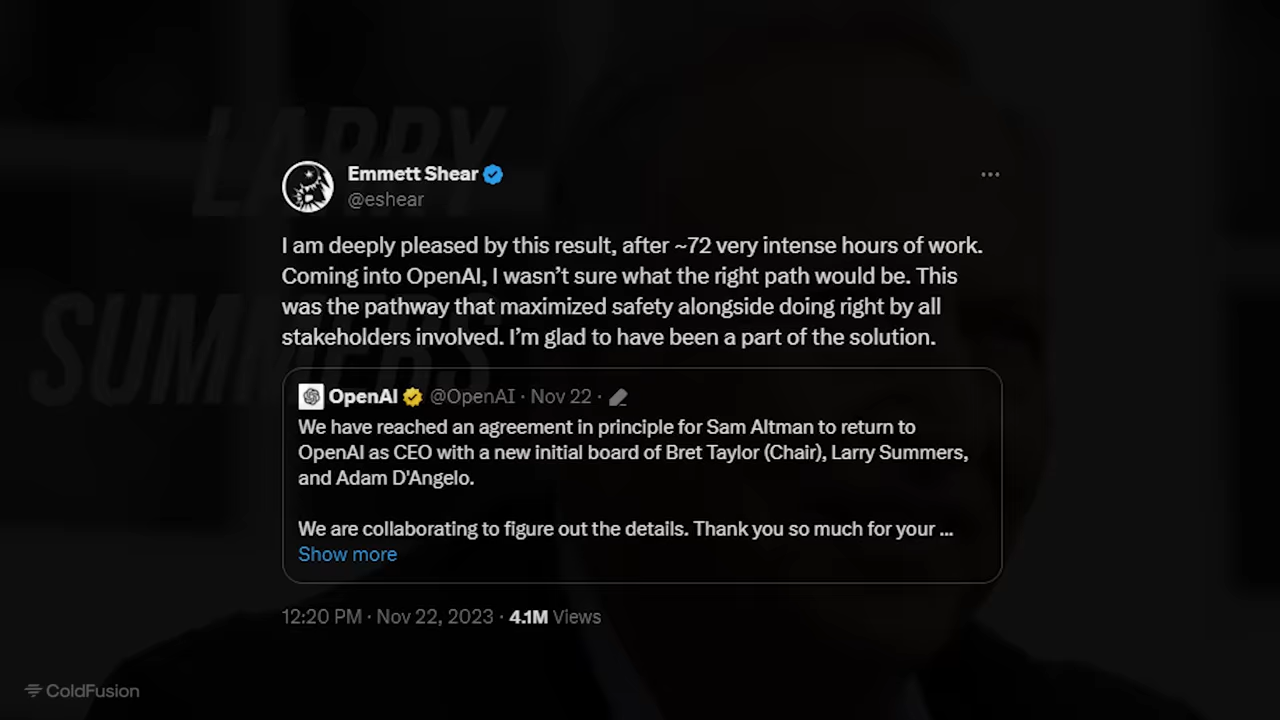 LARRY
SUMMERS
Emmett Shear
@eshear
I am deeply pleased by this result, after ~72 very intense hours of work.
Coming into OpenAI, I wasn’t sure what the right path would be. This
was the pathway that maximized safety alongside doing right by all
stakeholders involved. I’m glad to have been a part of the solution.
OpenAI @OpenAI · Nov 22 ·
We have reached an agreement in principle for Sam Altman to return to
OpenAI as CEO with a new initial board of Bret Taylor (Chair), Larry Summers,
and Adam D'Angelo.
We are collaborating to figure out the details. Thank you so much for your ...
Show more
12:20 PM · Nov 22, 2023 · 4.1M Views
ColdFusion